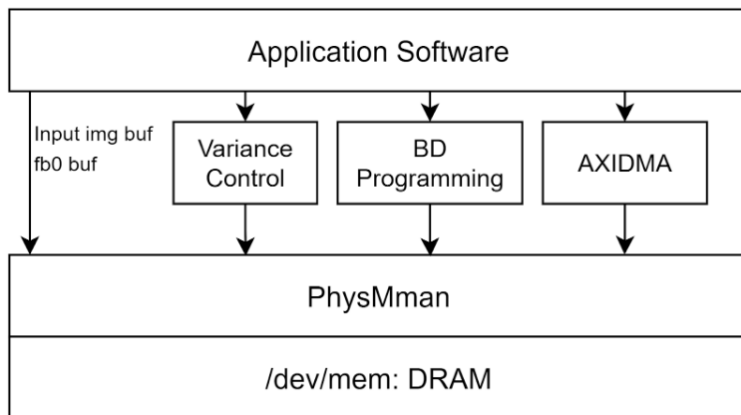 Application Software
Input img buf
fb0 buf
Variance
Control
BD
Programming
AXIDMA
PhysMman
/dev/mem: DRAM